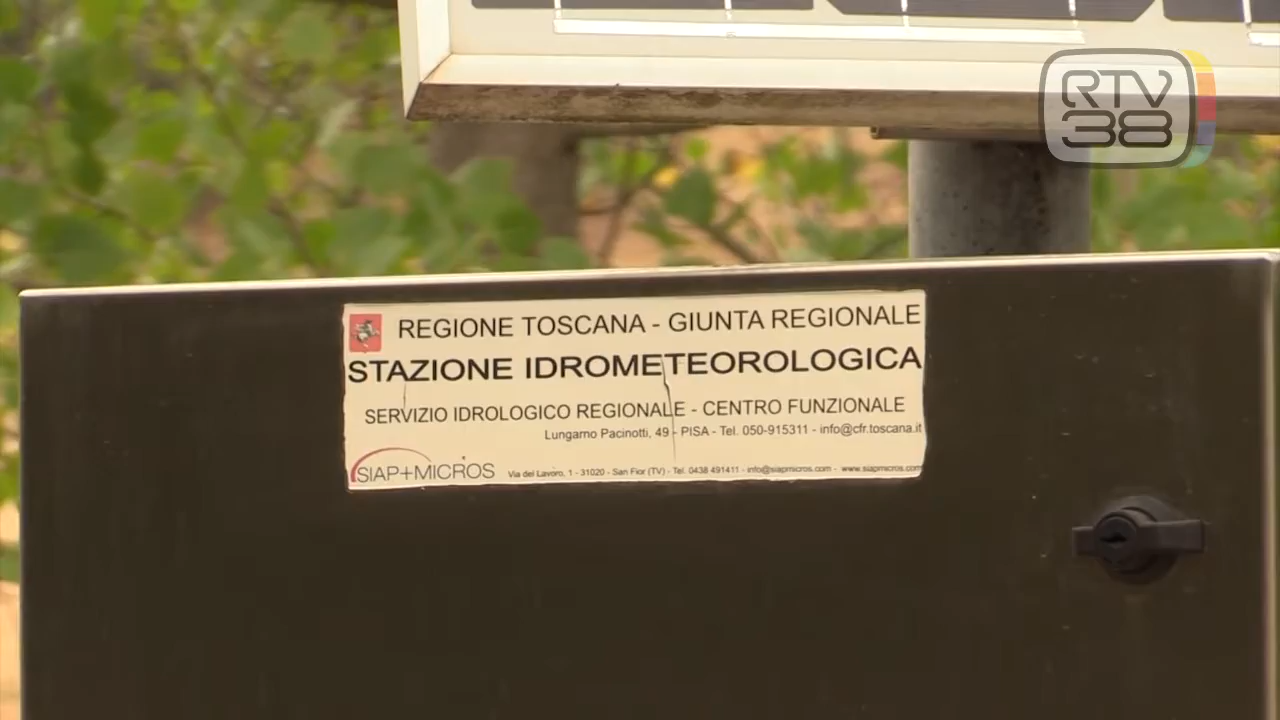 RTV
38
REGIONE TOSCANA - GIUNTA REGIONALE
STAZIONE IDROMETEOROLOGICA
SERVIZIO IDROLOGICO REGIONALE - CENTRO FUNZIONALE
Lungarno Pacinotti, 49 - PISA - Tel. 050-915311 - info@cfr.toscana.it
SIAP+MICROS Via del Lavoro, 1 - 31020 - San Fior (TV) - Tel. 0438 491411 - info@siapmicros.com - www.siapmicros.com